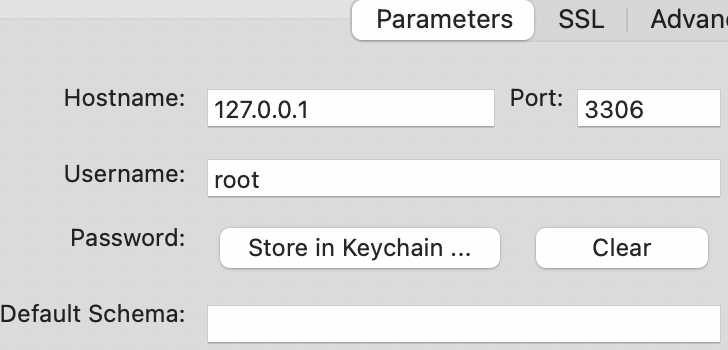 Parameters SSL
Hostname: 127.0.0.1 Port: 3306
Username: root
Password: Store in Keychain ... Clear
Default Schema: